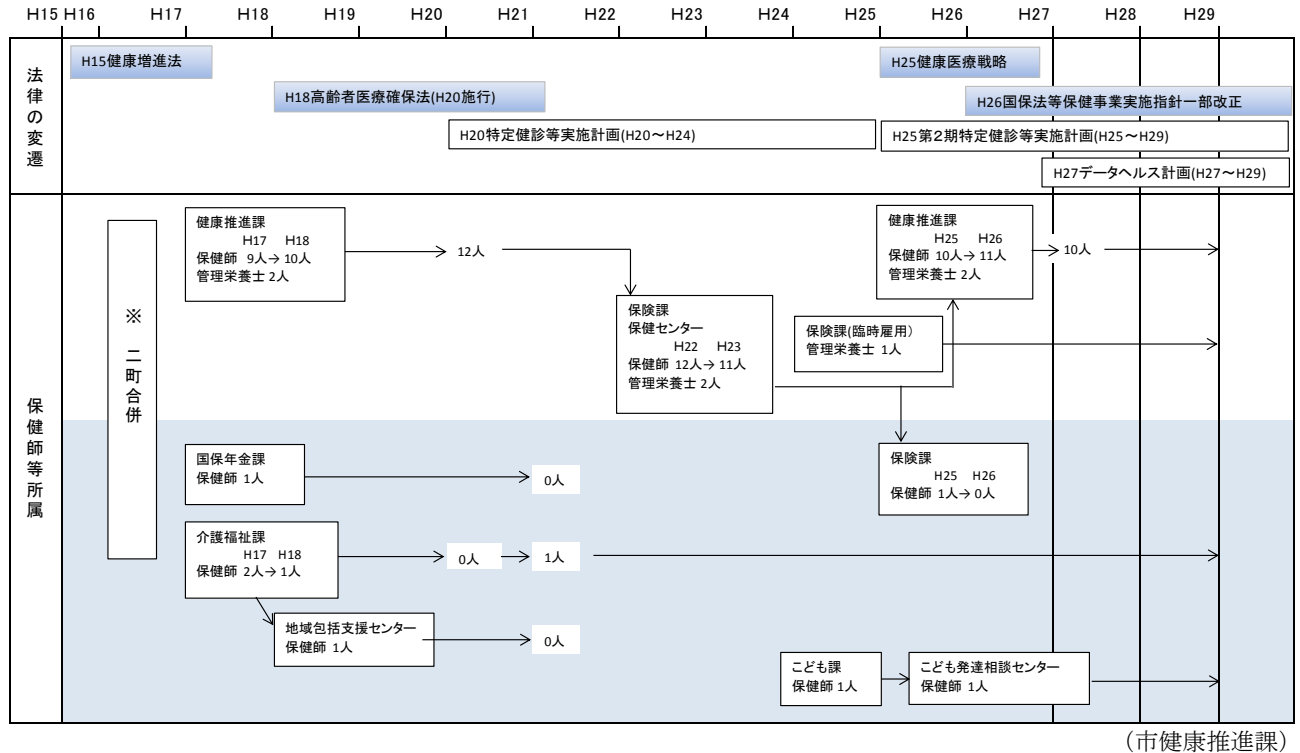 H15 H16 H17 H18 H19 H20 H21 H22 H23 H24 H25 H26 H27 H28 H29
法律の変遷
H15健康増進法
H25健康医療戦略
H18高齢者医療確保法(H20施行)
H26国保法等保健事業実施指針一部改正
H20特定健診等実施計画(H20～H24)
H25第2期特定健診等実施計画(H25～H29)
H27データヘルス計画(H27～H29)
保健師等所属
※ 二町合併
健康推進課
H17 H18
保健師 9人→ 10人
管理栄養士 2人
12人
保険課
保健センター
H22 H23
保健師 12人→ 11人
管理栄養士 2人
保険課(臨時雇用)
管理栄養士 1人
健康推進課
H25 H26
保健師 10人→ 11人
管理栄養士 2人
10人
国保年金課
保健師 1人
0人
保険課
H25 H26
保健師 1人→ 0人
介護福祉課
H17 H18
保健師 2人→ 1人
0人
1人
地域包括支援センター
保健師 1人
0人
こども課
保健師 1人
こども発達相談センター
保健師 1人
(市健康推進課)